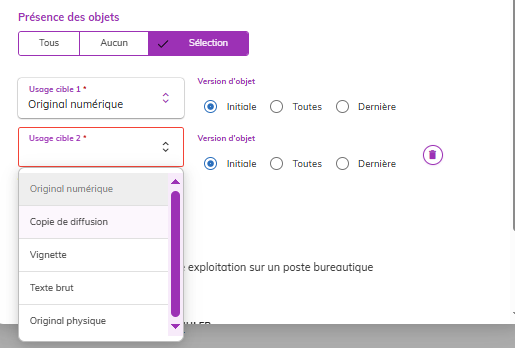 Présence des objets
Tous Aucun Sélection
Usage cible 1 * Version d'objet
Original numérique Initiale Toutes Dernière
Usage cible 2 * Version d'objet
Initiale Toutes Dernière
Original numérique
Copie de diffusion
Vignette
exploitation sur un poste bureautique
Texte brut
Original physique